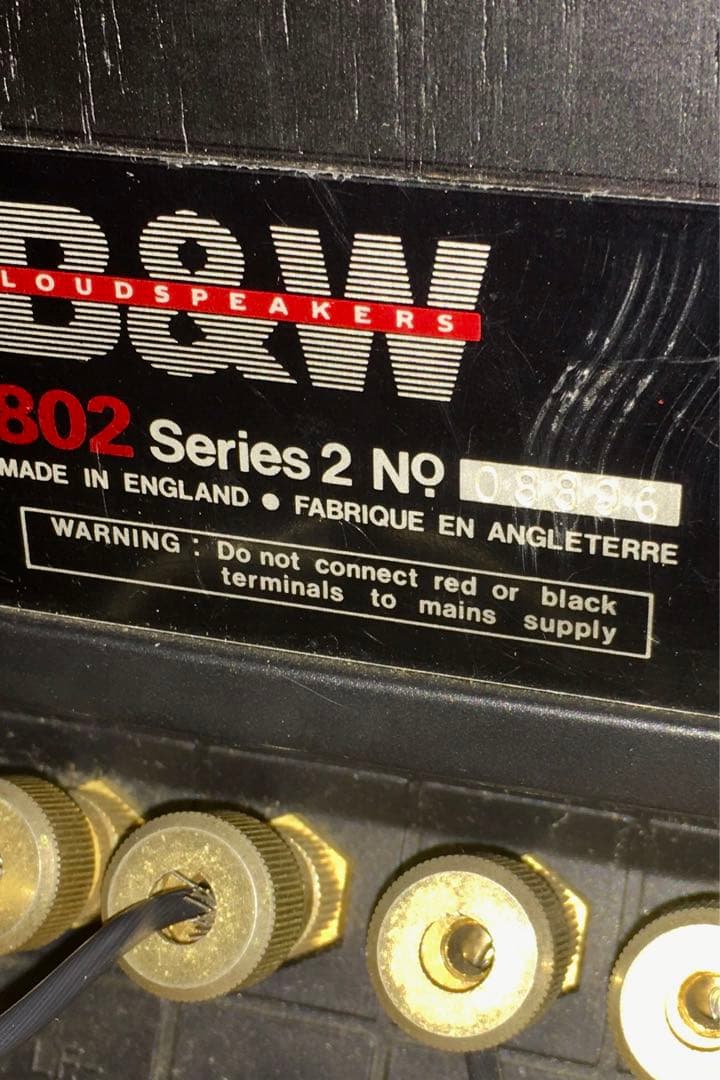 B&W
LOUDSPEAKERS
802 Series 2 Nº 08896
MADE IN ENGLAND ● FABRIQUE EN ANGLETERRE
WARNING : Do not connect red or black
terminals to mains supply